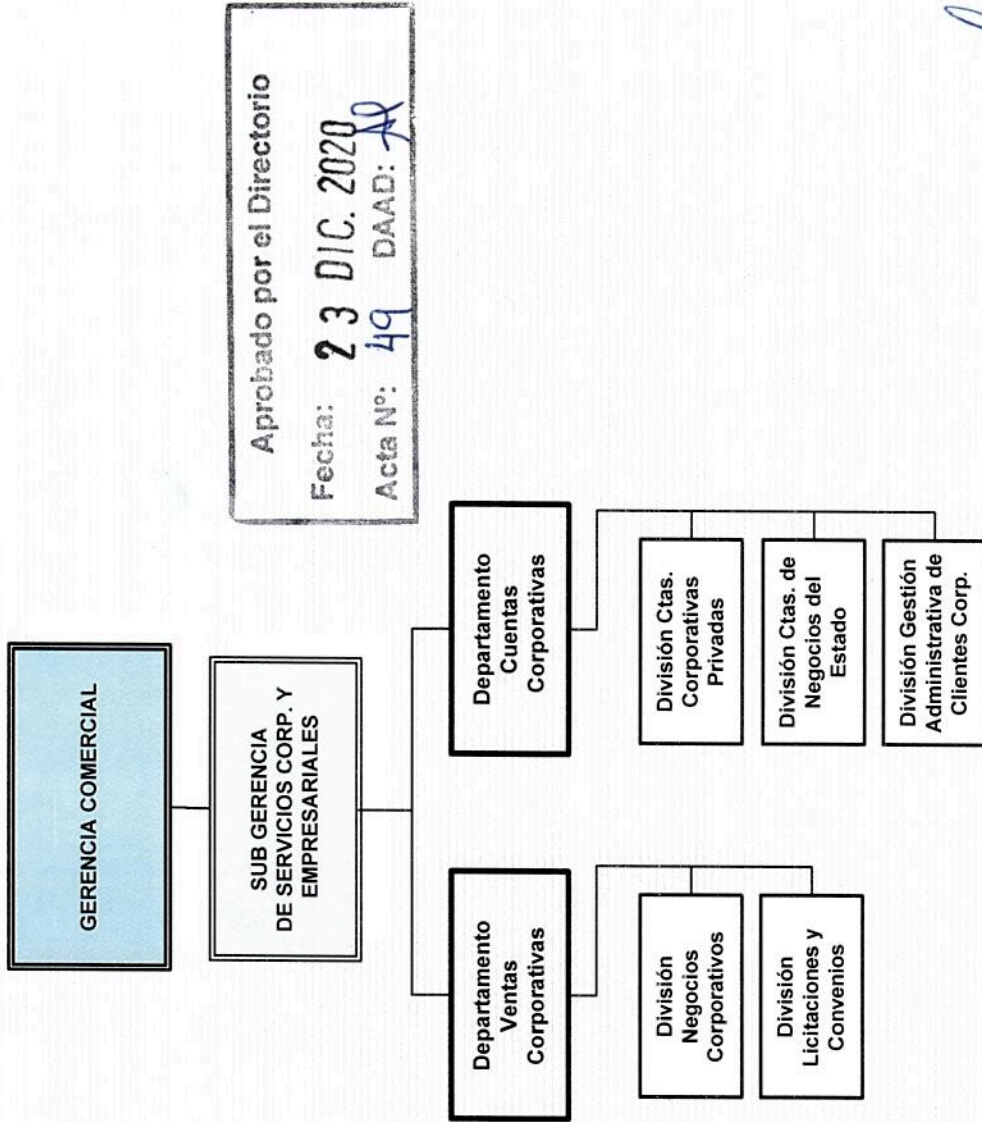 GERENCIA COMERCIAL
SUB GERENCIA
DE SERVICIOS CORP. Y
EMPRESARIALES
Aprobado por el Directorio
Fecha: 23 DIC. 2020
Acta N°: 49 DAAD:
Departamento
Ventas
Corporativas
División
Negocios
Corporativos
División
Licitaciones y
Convenios
Departamento
Cuentas
Corporativas
División Ctas.
Corporativas
Privadas
División Ctas. de
Negocios del
Estado
División Gestión
Administrativa de
Clientes Corp.